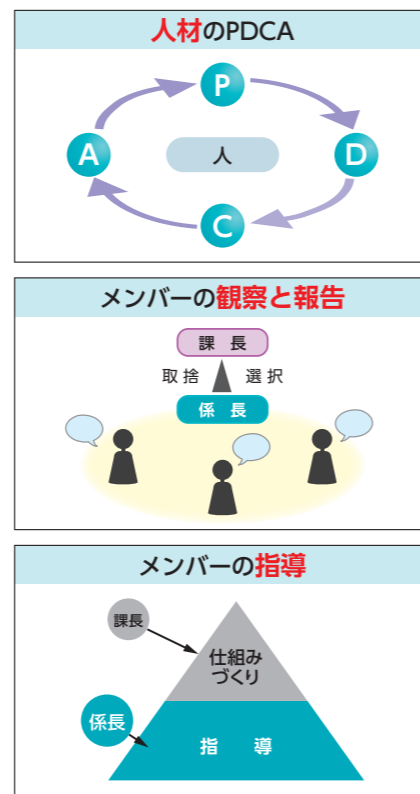 人材のPDCA
P
A
人
D
C
メンバーの観察と報告
課長
取捨 選択
係長
メンバーの指導
課長
仕組み
づくり
係長
指導